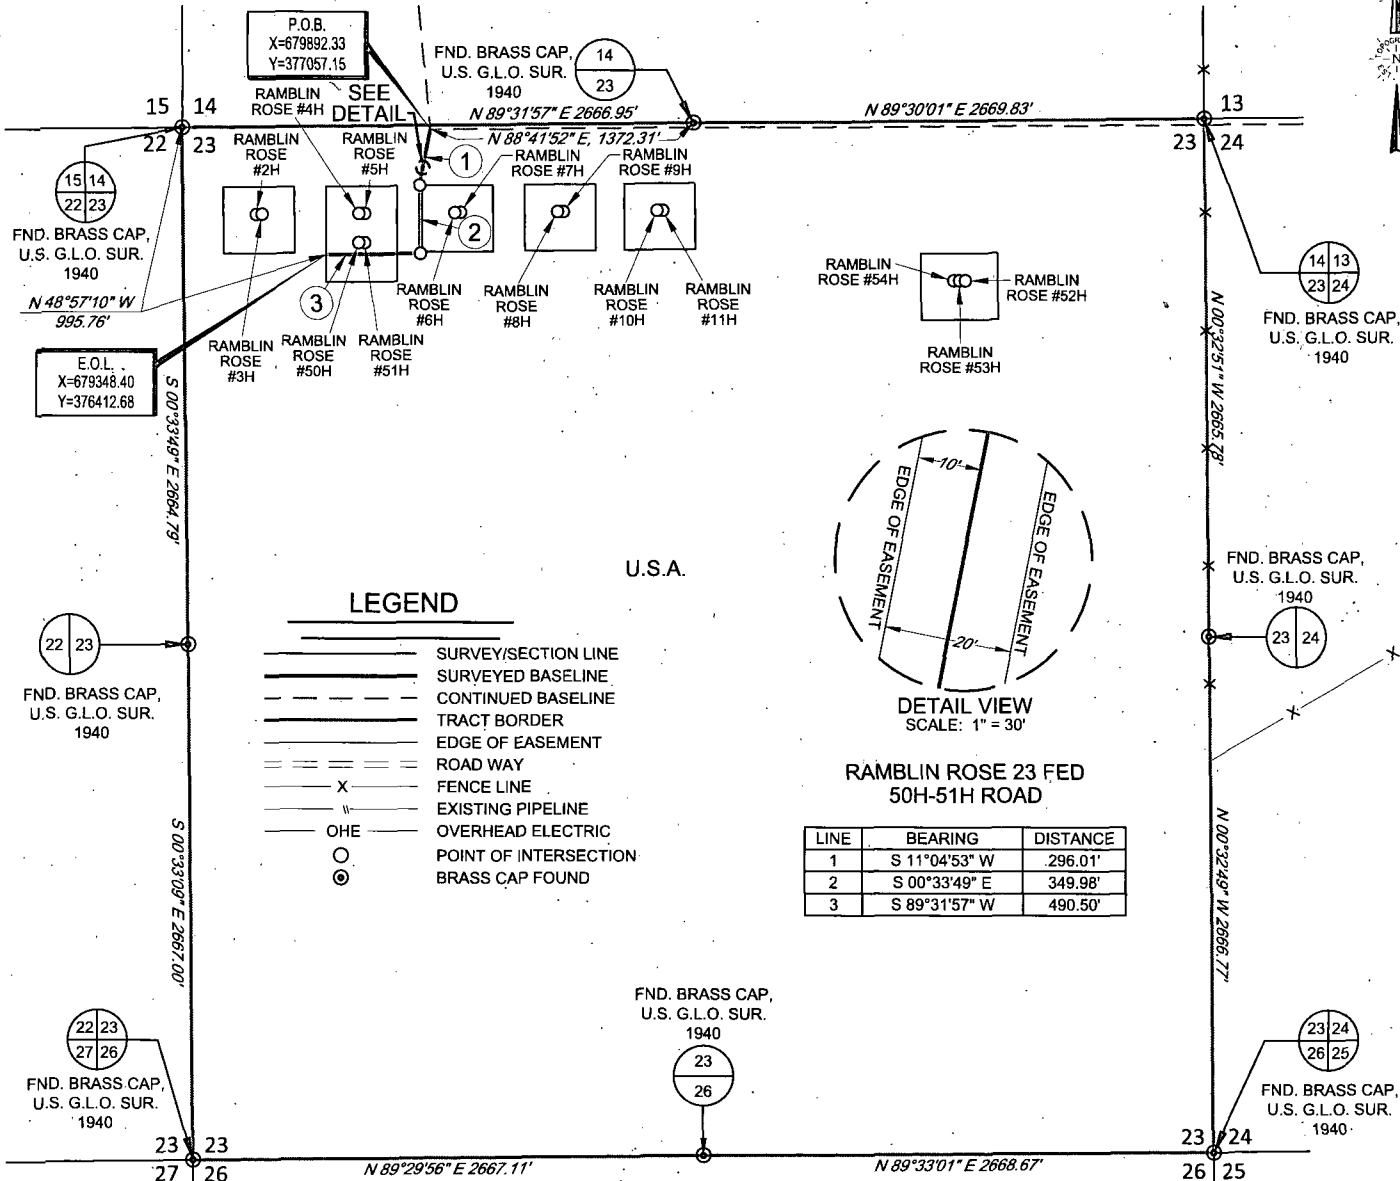 P.O.B.
X=679892.33
Y=377057.15
FND. BRASS CAP,
U.S. G.L.O. SUR.
1940
14
23
RAMBLIN
ROSE #4H
SEE
DETAIL
N 89°31'57" E 2666.95'
N 89°30'01" E 2669.83'
N 88°41'52" E, 1372.31'
15 14
22 23
13
23 24
RAMBLIN
ROSE
#2H
RAMBLIN
ROSE
#5H
1
RAMBLIN
ROSE #7H
RAMBLIN
ROSE #9H
15 14
22 23
FND. BRASS CAP,
U.S. G.L.O. SUR.
1940
N 48°57'10" W
995.76'
2
3
RAMBLIN
ROSE
#3H
RAMBLIN
ROSE
#50H
RAMBLIN
ROSE
#51H
RAMBLIN
ROSE
#6H
RAMBLIN
ROSE
#8H
RAMBLIN
ROSE
#10H
RAMBLIN
ROSE
#11H
RAMBLIN
ROSE #54H
RAMBLIN
ROSE #52H
RAMBLIN
ROSE #53H
14 13
23 24
FND. BRASS CAP,
U.S. G.L.O. SUR.
1940
E.O.L.
X=679348.40
Y=376412.68
S 00°33'49" E 2664.79'
N 00°32'51" W 2665.78'
10'
EDGE OF EASEMENT
EDGE OF EASEMENT
20'
DETAIL VIEW
SCALE: 1" = 30'
U.S.A.
FND. BRASS CAP,
U.S. G.L.O. SUR.
1940
23 24
22 23
FND. BRASS CAP,
U.S. G.L.O. SUR.
1940
LEGEND
SURVEY/SECTION LINE
SURVEYED BASELINE
CONTINUED BASELINE
TRACT BORDER
EDGE OF EASEMENT
ROAD WAY
X FENCE LINE
\\ EXISTING PIPELINE
OHE OVERHEAD ELECTRIC
POINT OF INTERSECTION
BRASS CAP FOUND
RAMBLIN ROSE 23 FED
50H-51H ROAD
LINE BEARING DISTANCE
1 S 11°04'53" W 296.01'
2 S 00°33'49" E 349.98'
3 S 89°31'57" W 490.50'
S 00°33'09" E 2667.00'
N 00°32'49" W 2666.77'
22 23
27 26
FND. BRASS CAP,
U.S. G.L.O. SUR.
1940
FND. BRASS CAP,
U.S. G.L.O. SUR.
1940
23
26
23 24
26 25
FND. BRASS CAP,
U.S. G.L.O. SUR.
1940
23 23
27 26
N 89°29'56" E 2667.11'
N 89°33'01" E 2668.67'
23 24
26 25